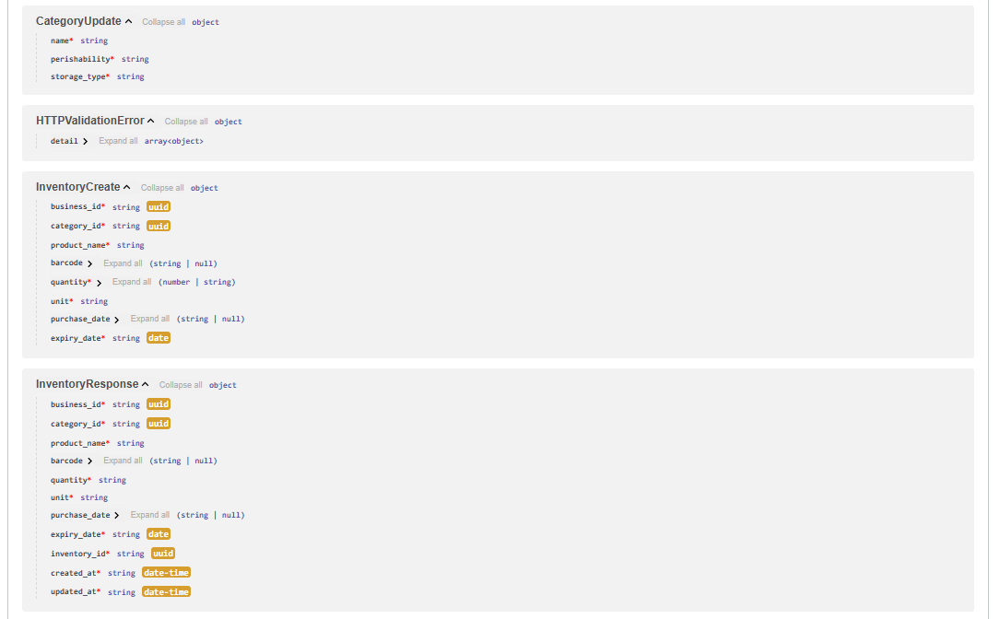 CategoryUpdate Collapse all object
name* string
perishability* string
storage_type* string
HTTPValidationError Collapse all object
detail Expand all array<object>
InventoryCreate Collapse all object
business_id* string uuid
category_id* string uuid
product_name* string
barcode Expand all (string | null)
quantity* Expand all (number | string)
unit* string
purchase_date Expand all (string | null)
expiry_date* string date
InventoryResponse Collapse all object
business_id* string uuid
category_id* string uuid
product_name* string
barcode Expand all (string | null)
quantity* string
unit* string
purchase_date Expand all (string | null)
expiry_date* string date
inventory_id* string uuid
created_at* string date-time
updated_at* string date-time